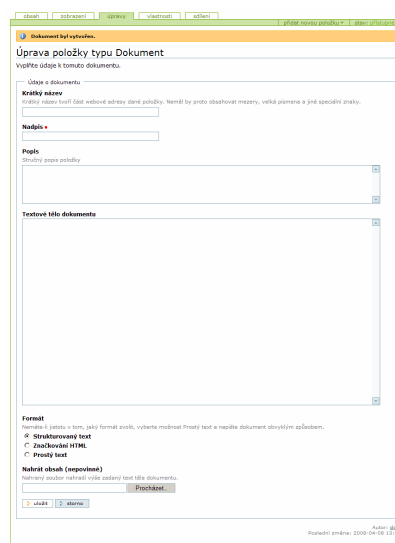 obsah zobrazení úpravy vlastnosti sdílení
přidat novou položku stav: přístupné
Dokument byl vytvořen.
Úprava položky typu Dokument
Vyplňte údaje k tomuto dokumentu.
Údaje o dokumentu
Krátký název
Krátký název tvoří část webové adresy dané položky. Neměl by proto obsahovat mezery, velká písmena a jiné speciální znaky.
Nadpis
Popis
Stručný popis položky
Textové tělo dokumentu
Formát
Nemáte-li jistotu v tom, jaký formát zvolit, vyberte možnost Prostý text a napište dokument obvyklým způsobem.
Strukturovaný text
Značkování HTML
Prostý text
Nahrát obsah (nepovinné)
Nahraný soubor nahradí výše zadaný text těla dokumentu.
Procházet...
uložit storno
Autor:
Poslední změna: 2008-04-08